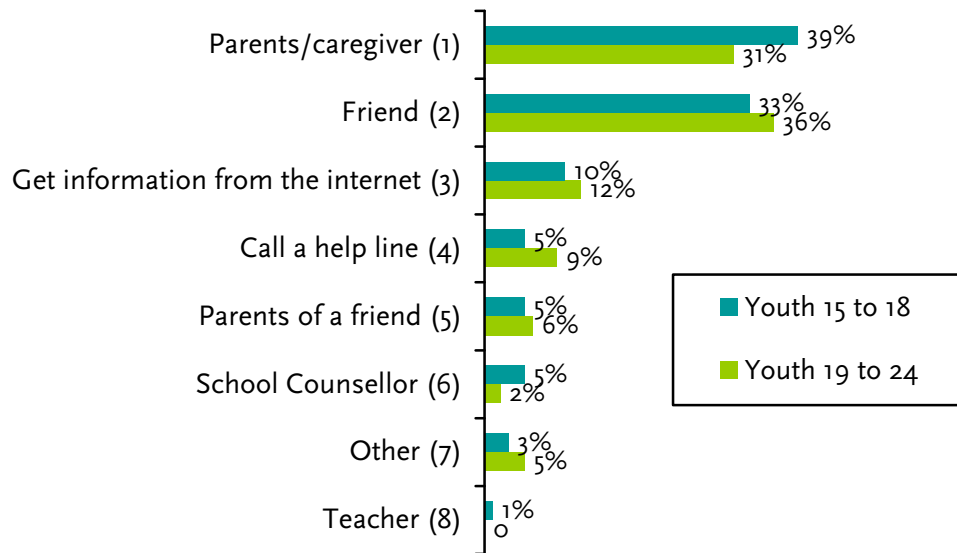 Parents/caregiver (1)
39%
31%
Friend (2)
33%
36%
Get information from the internet (3)
10%
12%
Call a help line (4)
5%
9%
Parents of a friend (5)
5%
6%
School Counsellor (6)
5%
2%
Other (7)
3%
5%
Teacher (8)
1%
0
Youth 15 to 18
Youth 19 to 24